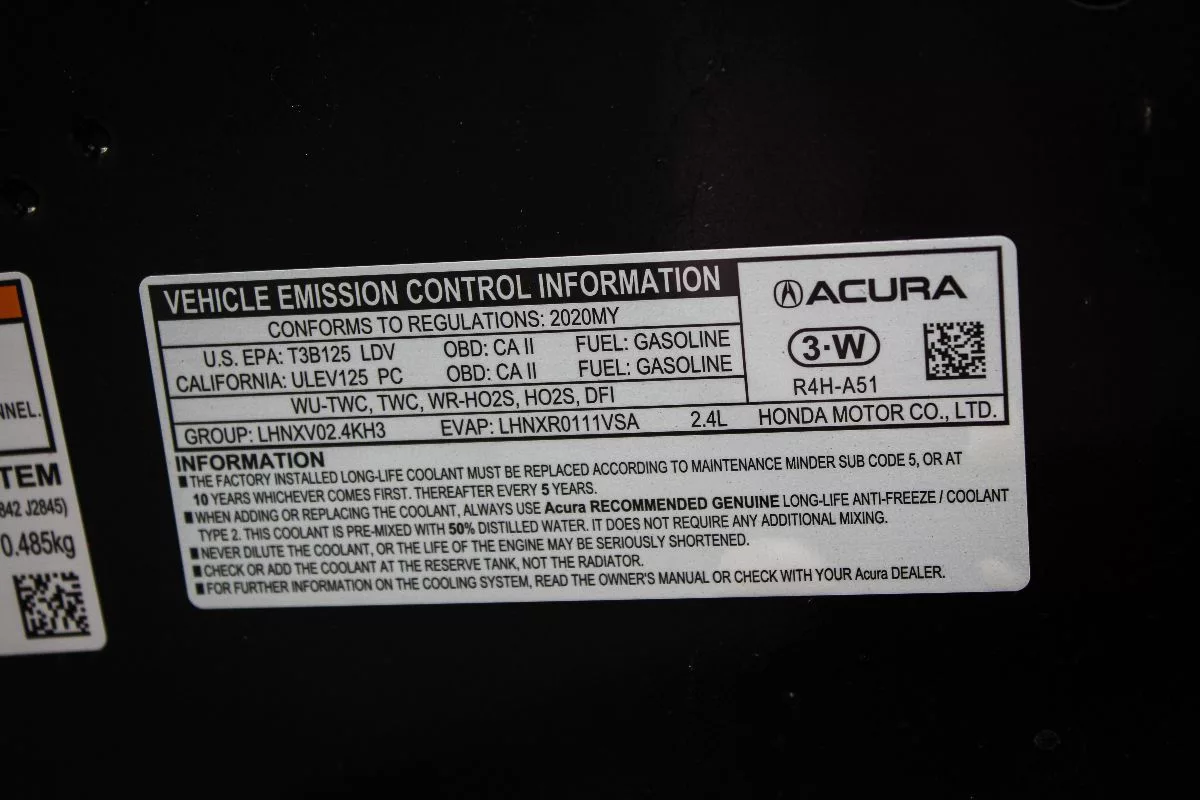 VEHICLE EMISSION CONTROL INFORMATION
CONFORMS TO REGULATIONS: 2020MY
U.S. EPA: T3B125 LDV OBD: CA II FUEL: GASOLINE
CALIFORNIA: ULEV125 PC OBD: CA II FUEL: GASOLINE
WU-TWC, TWC, WR-HO2S, HO2S, DFI
GROUP: LHNXV02.4KH3 EVAP: LHNXR0111VSA 2.4L HONDA MOTOR CO., LTD.
ACURA
3·W
R4H-A51
INFORMATION
■THE FACTORY INSTALLED LONG-LIFE COOLANT MUST BE REPLACED ACCORDING TO MAINTENANCE MINDER SUB CODE 5, OR AT
10 YEARS WHICHEVER COMES FIRST. THEREAFTER EVERY 5 YEARS.
■WHEN ADDING OR REPLACING THE COOLANT, ALWAYS USE Acura RECOMMENDED GENUINE LONG-LIFE ANTI-FREEZE / COOLANT
TYPE 2. THIS COOLANT IS PRE-MIXED WITH 50% DISTILLED WATER. IT DOES NOT REQUIRE ANY ADDITIONAL MIXING.
■NEVER DILUTE THE COOLANT, OR THE LIFE OF THE ENGINE MAY BE SERIOUSLY SHORTENED.
■CHECK OR ADD THE COOLANT AT THE RESERVE TANK, NOT THE RADIATOR.
■FOR FURTHER INFORMATION ON THE COOLING SYSTEM, READ THE OWNER'S MANUAL OR CHECK WITH YOUR Acura DEALER.
NNEL.
TEM
842 J2845)
0.485kg